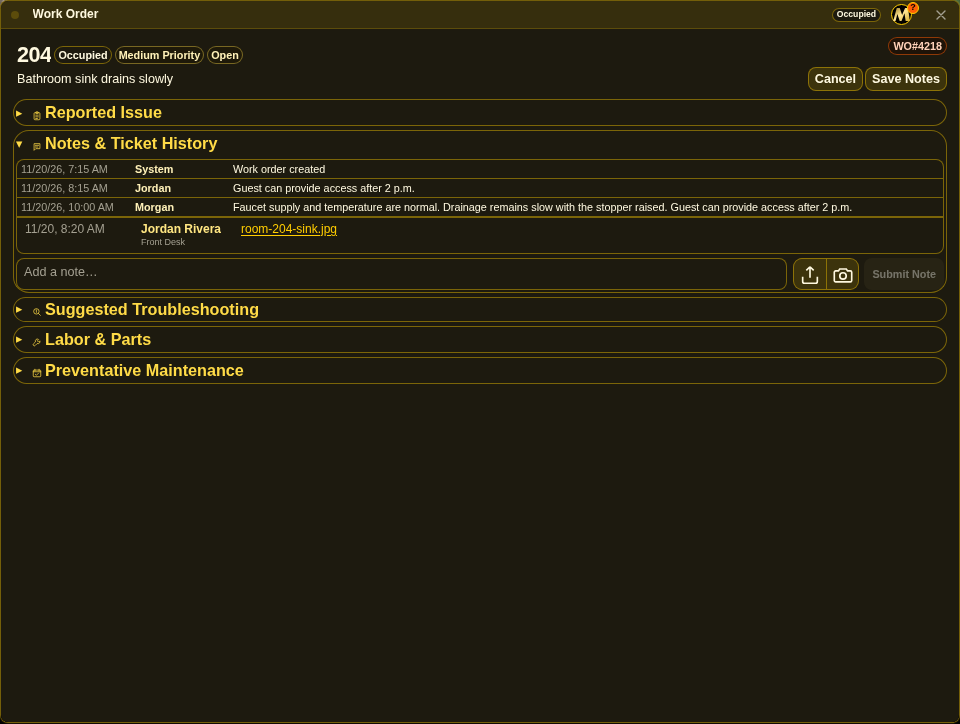 Work Order
Occupied
M ?
WO#4218
204 Occupied Medium Priority Open
Bathroom sink drains slowly
Cancel Save Notes
Reported Issue
Notes & Ticket History
11/20/26, 7:15 AM System Work order created
11/20/26, 8:15 AM Jordan Guest can provide access after 2 p.m.
11/20/26, 10:00 AM Morgan Faucet supply and temperature are normal. Drainage remains slow with the stopper raised. Guest can provide access after 2 p.m.
11/20, 8:20 AM Jordan Rivera room-204-sink.jpg
Front Desk
Add a note…
Submit Note
Suggested Troubleshooting
Labor & Parts
Preventative Maintenance